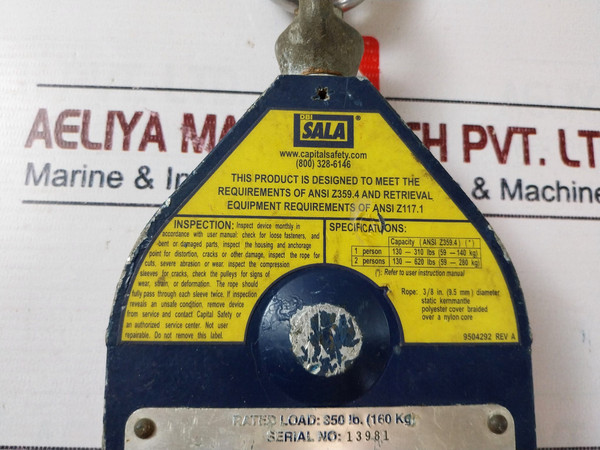 AELIYA MA TECH PVT. LT
Marine & In & Machine
DBI
SALA®
www.capitalsafety.com
(800) 328-6146
THIS PRODUCT IS DESIGNED TO MEET THE
REQUIREMENTS OF ANSI Z359.4 AND RETRIEVAL
EQUIPMENT REQUIREMENTS OF ANSI Z117.1
INSPECTION: Inspect device monthly in
accordance with user manual: check for loose fasteners, and
bent or damaged parts, inspect the housing and anchorage
point for distortion, cracks or other damage, inspect the rope for
cuts, severe abrasion or wear, inspect the compression
sleeves for cracks, check the pulleys for signs of
wear, strain, or deformation. The rope should
fully pass through each sleeve twice. If inspection
reveals an unsafe condition, remove device
from service and contact Capital Safety or
an authorized service center. Not user
repairable. Do not remove this label.
SPECIFICATIONS:
Capacity (ANSI Z359.4) (*)
1 person 130 – 310 lbs (59 – 140 kg)
2 persons 130 – 620 lbs (59 – 280 kg)
(*): Refer to user instruction manual
Rope: 3/8 in. (9.5 mm) diameter
static kernmantle
polyester cover braided
over a nylon core
9504292 REV A
RATED LOAD: 350 lb. (160 Kg)
SERIAL NO: 13981